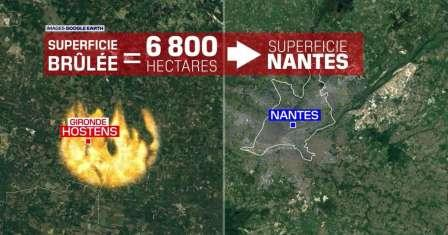 IMAGES GOOGLE EARTH
SUPERFICIE
BRÛLÉE = 6 800
HECTARES
SUPERFICIE
NANTES
GIRONDE
HOSTENS
NANTES